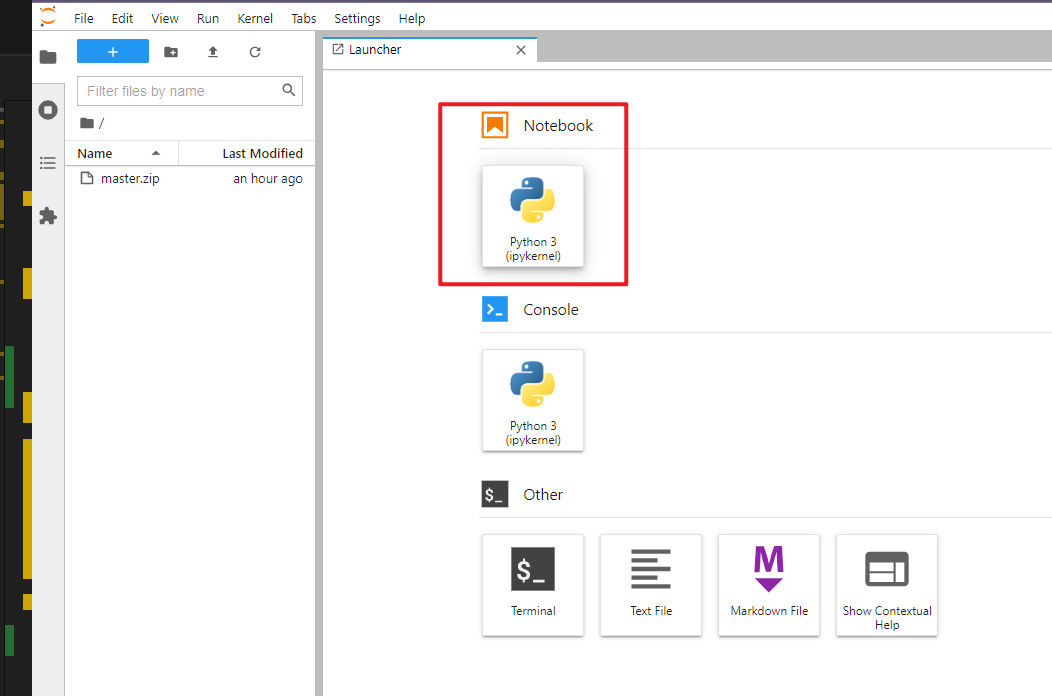 File Edit View Run Kernel Tabs Settings Help
Launcher
Filter files by name
/
Name Last Modified
master.zip an hour ago
Notebook
Python 3
(ipykernel)
Console
Python 3
(ipykernel)
$_ Other
$_
M
Terminal Text File Markdown File Show Contextual
Help